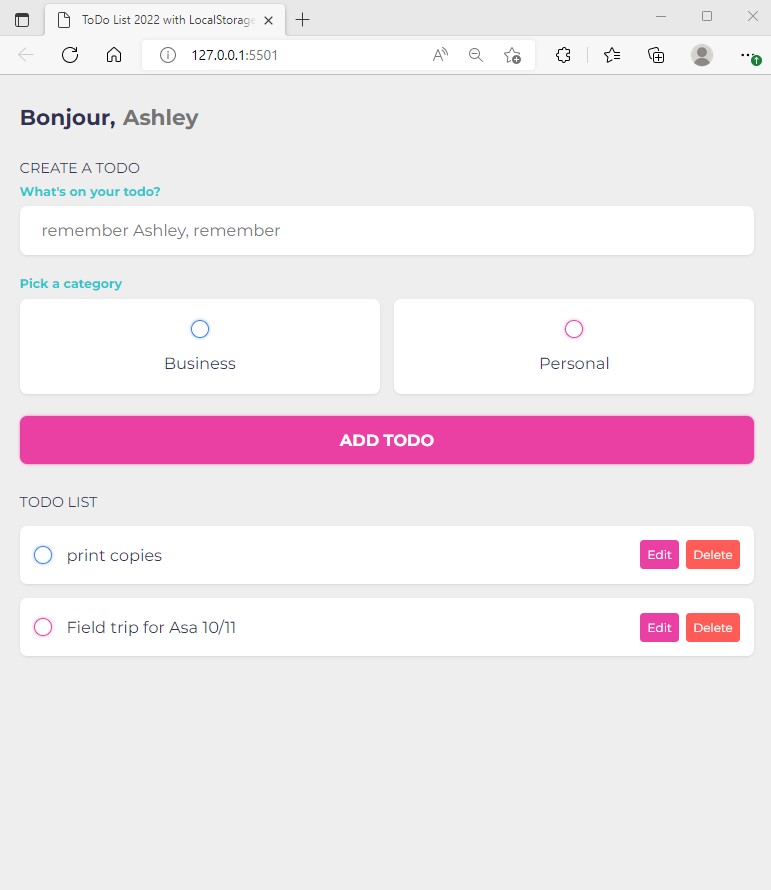 ToDo List 2022 with LocalStorage
127.0.0.1:5501
Bonjour, Ashley
CREATE A TODO
What's on your todo?
remember Ashley, remember
Pick a category
Business
Personal
ADD TODO
TODO LIST
print copies
Edit Delete
Field trip for Asa 10/11
Edit Delete